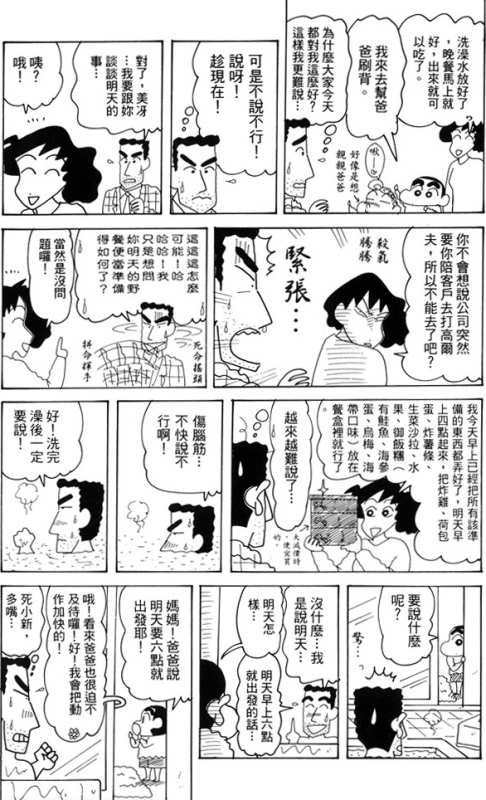 洗澡水放好了
，晚餐馬上就
好，出來就可
以吃了。
我來去幫爸
爸刷背。
啾～
好像是想
親親爸爸
為什麼大家今天
都對我這麼好？
這樣我更難說…
可是不說不行！
說呀！
趁現在！
對了，美冴
…我要跟妳
談談明天的
事…
咦？
哦！
你不會想說公司突然
要你陪客戶去打高爾
夫，所以不能去了吧？
殺氣
騰騰
緊張…
這這這怎麼
可能！哈
哈哈！我
只是想問
妳明天的野
餐便當準備
得如何了？
死命搖頭
拼命揮手
當然是沒問
題囉！
我今天早上已經把所有該準
備的東西都弄好了，明天早
上四點起來，把炸雞、荷包
蛋、炸薯條、
生菜沙拉、水
果、御飯糰（
有鮭魚、海參
蛋、烏梅、海
帶口味）放在
餐盒裡就行了
大減價時
便宜買
的
越來越難說了…
傷腦筋…
不快說不
行啊！
好！洗完
澡後一定
要說！
要說什麼
呢？
驚
沒什麼…我
是說明天…
明天怎
樣？
明天早上六點
就出發的話…
媽媽！爸爸說
明天要六點就
出發耶！
哦！看來爸爸也很迫不
及待囉！好！我會把動
作加快的！
死小新，
多嘴…